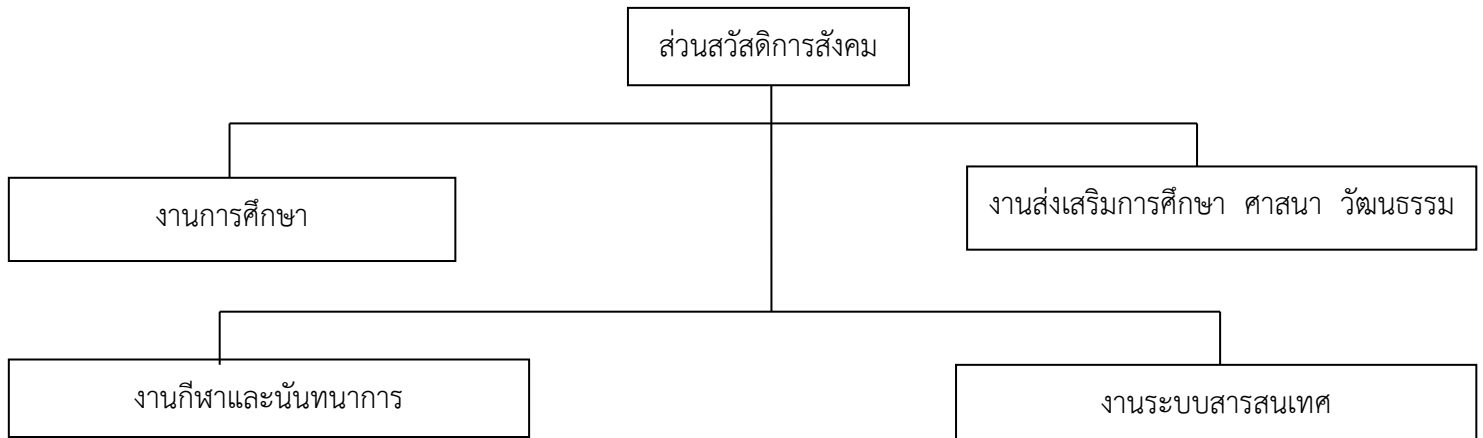 ส่วนสวัสดิการสังคม
งานการศึกษา
งานส่งเสริมการศึกษา ศาสนา วัฒนธรรม
งานกีฬาและนันทนาการ
งานระบบสารสนเทศ